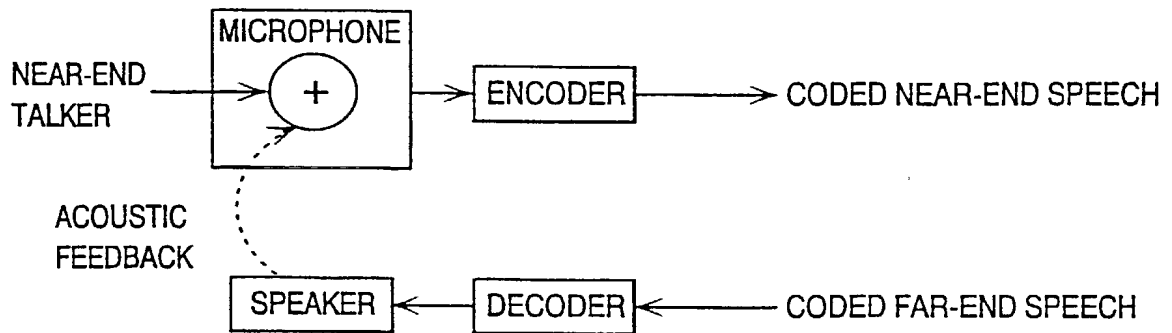 MICROPHONE
NEAR-END
TALKER
+
ENCODER
CODED NEAR-END SPEECH
ACOUSTIC
FEEDBACK
SPEAKER
DECODER
CODED FAR-END SPEECH